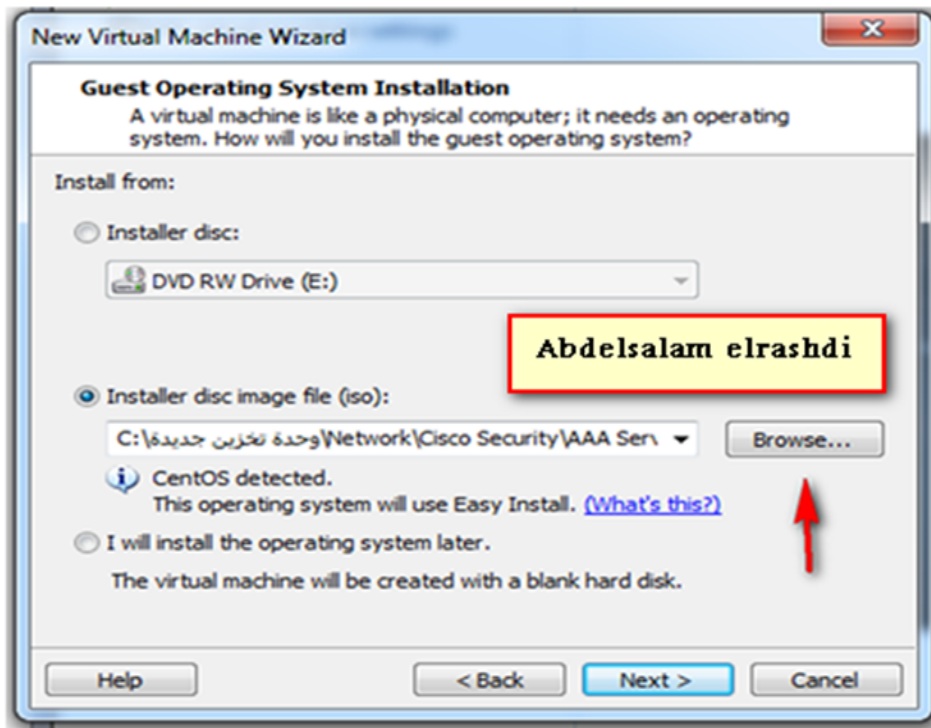 New Virtual Machine Wizard
Guest Operating System Installation
A virtual machine is like a physical computer; it needs an operating
system. How will you install the guest operating system?
Install from:
Installer disc:
DVD RW Drive (E:)
Abdelsalam elrashdi
Installer disc image file (iso):
C:\وحدة تخزين جديدة\Network\Cisco Security\AAA Serv
Browse...
CentOS detected.
This operating system will use Easy Install. (What's this?)
I will install the operating system later.
The virtual machine will be created with a blank hard disk.
Help
< Back
Next >
Cancel